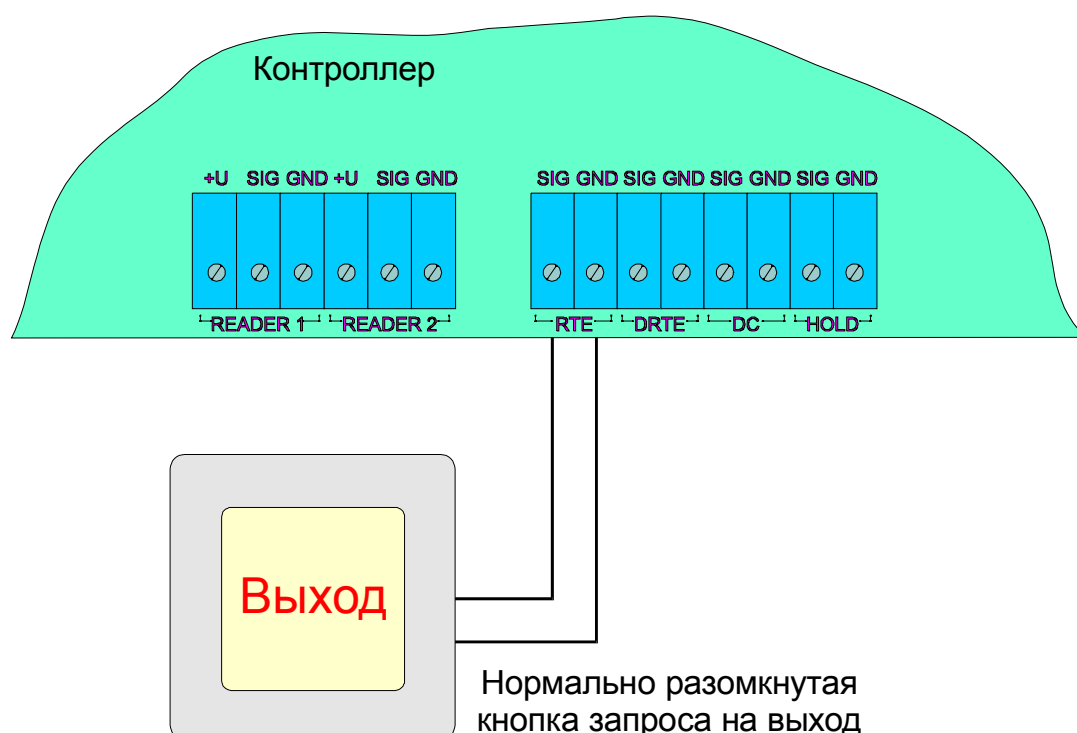 Контроллер
+U SIG GND +U SIG GND SIG GND SIG GND SIG GND SIG GND
READER 1 READER 2 RTE DRTE DC HOLD
Выход
Нормально разомкнутая
кнопка запроса на выход